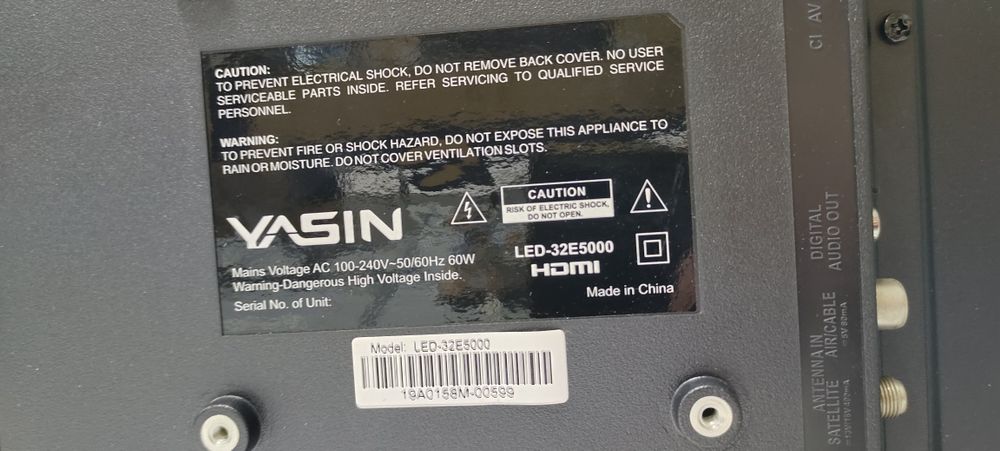 CAUTION:
TO PREVENT ELECTRICAL SHOCK, DO NOT REMOVE BACK COVER. NO USER
SERVICEABLE PARTS INSIDE. REFER SERVICING TO QUALIFIED SERVICE
PERSONNEL.
WARNING:
TO PREVENT FIRE OR SHOCK HAZARD, DO NOT EXPOSE THIS APPLIANCE TO
RAIN OR MOISTURE. DO NOT COVER VENTILATION SLOTS.
YASIN
CAUTION
RISK OF ELECTRIC SHOCK,
DO NOT OPEN.
LED-32E5000
HDMI
Mains Voltage AC 100-240V~50/60Hz 60W
Warning-Dangerous High Voltage Inside.
Serial No. of Unit:
Made in China
Model: LED-32E5000
19A0158M-00599
CI
AV
DIGITAL
AUDIO OUT
ANTENNA IN
SATELLITE
AIR/CABLE